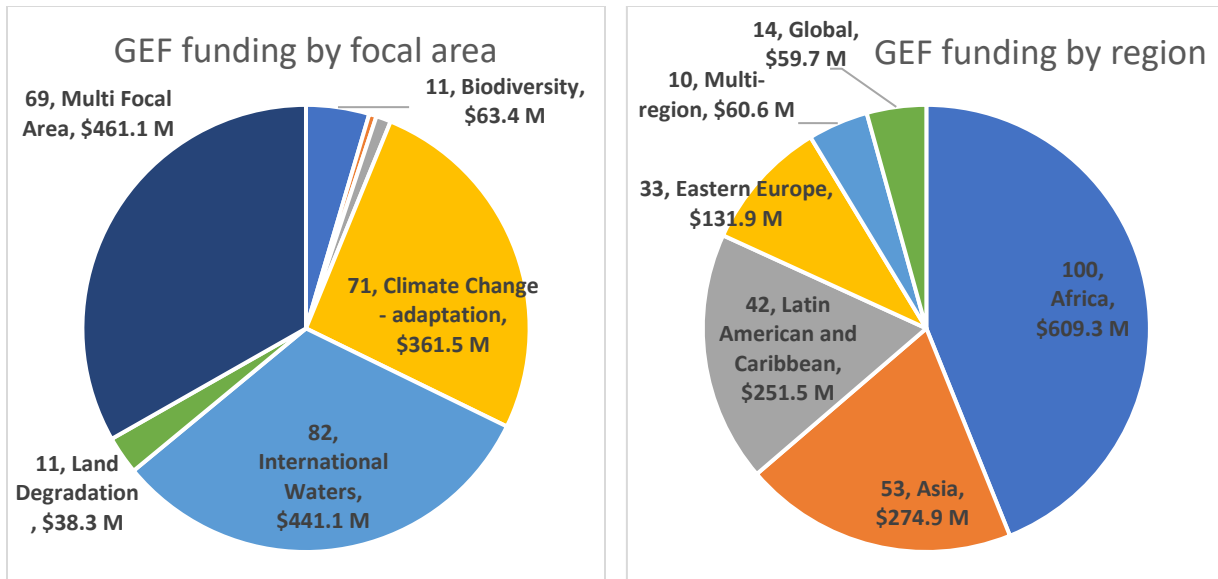 GEF funding by focal area
69, Multi Focal
Area, $461.1 M
11, Biodiversity,
$63.4 M
71, Climate Change
- adaptation,
$361.5 M
82,
International
Waters,
$441.1 M
11, Land
Degradation
, $38.3 M
GEF funding by region
14, Global,
$59.7 M
10, Multi-
region, $60.6 M
33, Eastern Europe,
$131.9 M
42, Latin
American and
Caribbean,
$251.5 M
53, Asia,
$274.9 M
100,
Africa,
$609.3 M